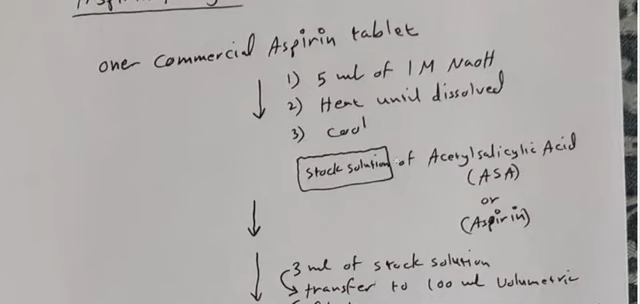 one commercial Aspirin tablet
1) 5 ml of 1 M NaOH
2) Heat until dissolved
3) Cool
Stock solution of Acetylsalicylic Acid
(ASA)
or
(Aspirin)
3 ml of stock solution
transfer to 100 ml volumetric